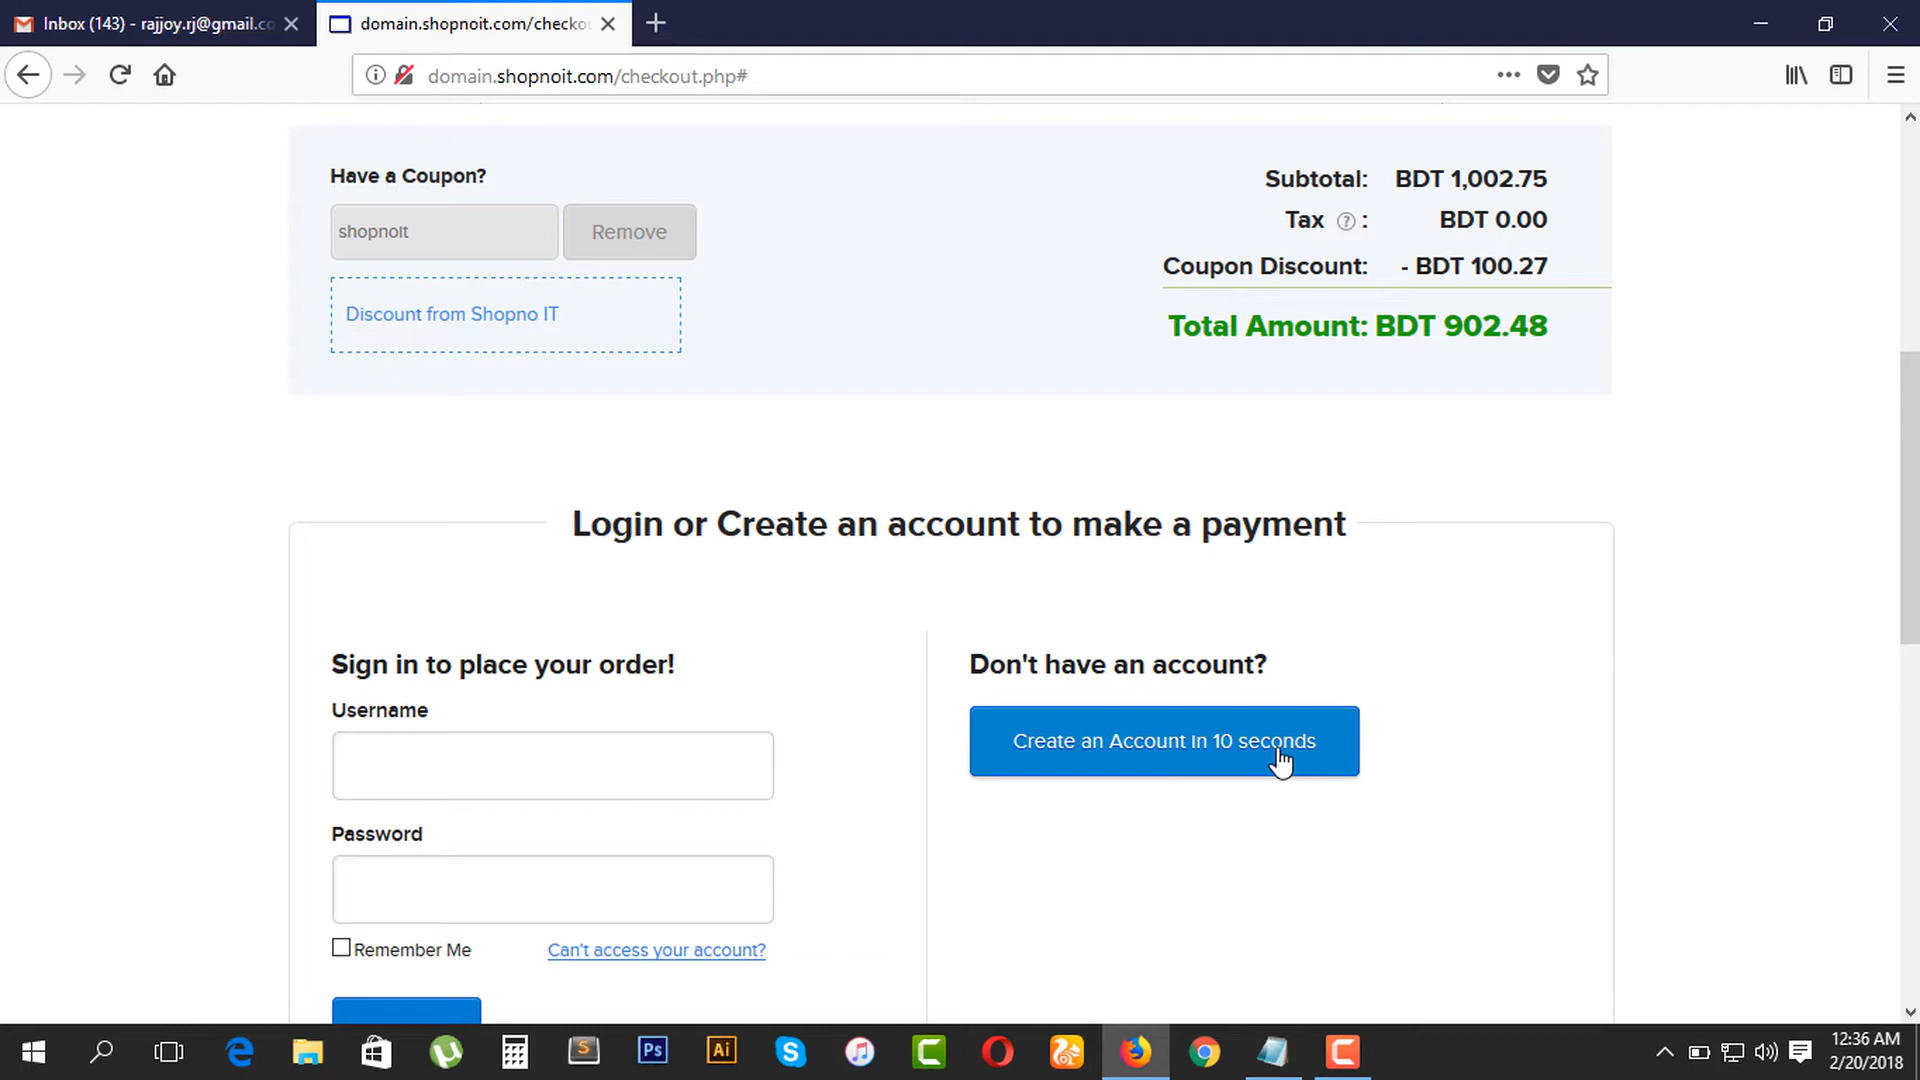 Inbox (143) - rajjoy.rj@gmail.co
domain.shopnoit.com/checko
domain.shopnoit.com/checkout.php#
Have a Coupon?
shopnoit
Remove
Discount from Shopno IT
Subtotal: BDT 1,002.75
Tax ? : BDT 0.00
Coupon Discount: - BDT 100.27
Total Amount: BDT 902.48
Login or Create an account to make a payment
Sign in to place your order!
Username
Password
Remember Me
Can't access your account?
Don't have an account?
Create an Account in 10 seconds
Ps
Ai
12:36 AM
2/20/2018